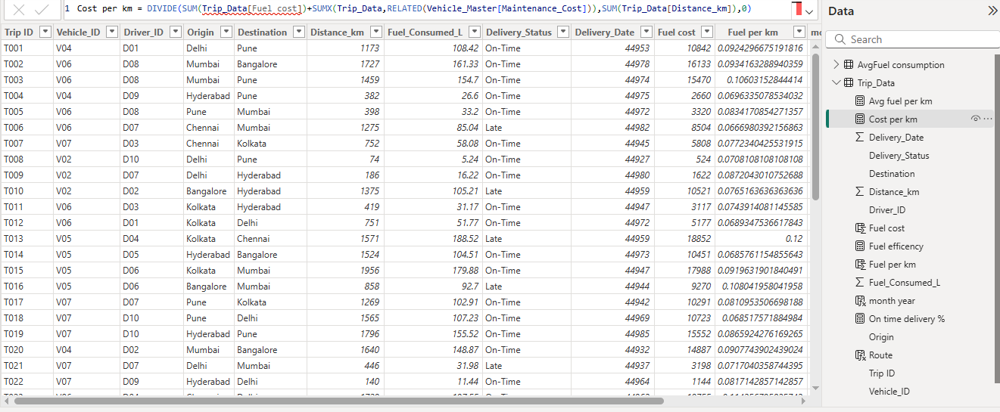 1 Cost per km = DIVIDE(SUM(Trip_Data[Fuel cost])+SUMX(Trip_Data,RELATED(Vehicle_Master[Maintenance_Cost])),SUM(Trip_Data[Distance_km]),0)
Trip ID Vehicle_ID Driver_ID Origin Destination Distance_km Fuel_Consumed_L Delivery_Status Delivery_Date Fuel cost Fuel per km mo
T001 V04 D01 Delhi Pune 1173 108.42 On-Time 44953 10842 0.0924296675191816
T002 V06 D08 Mumbai Bangalore 1727 161.33 On-Time 44978 16133 0.0934163288940359
T003 V06 D08 Mumbai Pune 1459 154.7 On-Time 44974 15470 0.10603152844414
T004 V04 D09 Hyderabad Pune 382 26.6 On-Time 44975 2660 0.0696335078534032
T005 V06 D08 Pune Mumbai 398 33.2 On-Time 44972 3320 0.0834170854271357
T006 V06 D07 Chennai Mumbai 1275 85.04 Late 44982 8504 0.0666980392156863
T007 V07 D03 Chennai Kolkata 752 58.08 On-Time 44945 5808 0.0772340425531915
T008 V02 D10 Delhi Pune 74 5.24 On-Time 44927 524 0.0708108108108108
T009 V02 D07 Delhi Hyderabad 186 16.22 On-Time 44980 1622 0.0872043010752688
T010 V02 D02 Bangalore Hyderabad 1375 105.21 Late 44959 10521 0.0765163636363636
T011 V06 D03 Kolkata Hyderabad 419 31.17 On-Time 44947 3117 0.0743914081145585
T012 V06 D01 Kolkata Delhi 751 51.77 On-Time 44972 5177 0.0689347536617843
T013 V05 D04 Kolkata Chennai 1571 188.52 Late 44959 18852 0.12
T014 V05 D05 Hyderabad Bangalore 1524 104.51 On-Time 44973 10451 0.0685761154855643
T015 V05 D06 Kolkata Mumbai 1956 179.88 On-Time 44947 17988 0.0919631901840491
T016 V05 D06 Bangalore Mumbai 858 92.7 Late 44944 9270 0.108041958041958
T017 V07 D07 Pune Kolkata 1269 102.91 On-Time 44942 10291 0.0810953506698188
T018 V07 D10 Pune Delhi 1565 107.23 On-Time 44969 10723 0.068517571884984
T019 V07 D10 Hyderabad Pune 1796 155.52 On-Time 44985 15552 0.0865924276169265
T020 V04 D02 Mumbai Bangalore 1640 148.87 On-Time 44932 14887 0.0907743902439024
T021 V07 D07 Delhi Mumbai 446 31.98 Late 44937 3198 0.0717040358744395
T022 V07 D09 Hyderabad Delhi 140 11.44 On-Time 44964 1144 0.0817142857142857
Data
Search
AvgFuel consumption
Trip_Data
Avg fuel per km
Cost per km
Delivery_Date
Delivery_Status
Destination
Distance_km
Driver_ID
Fuel cost
Fuel efficency
Fuel per km
Fuel_Consumed_L
month year
On time delivery %
Origin
Route
Trip ID
Vehicle_ID